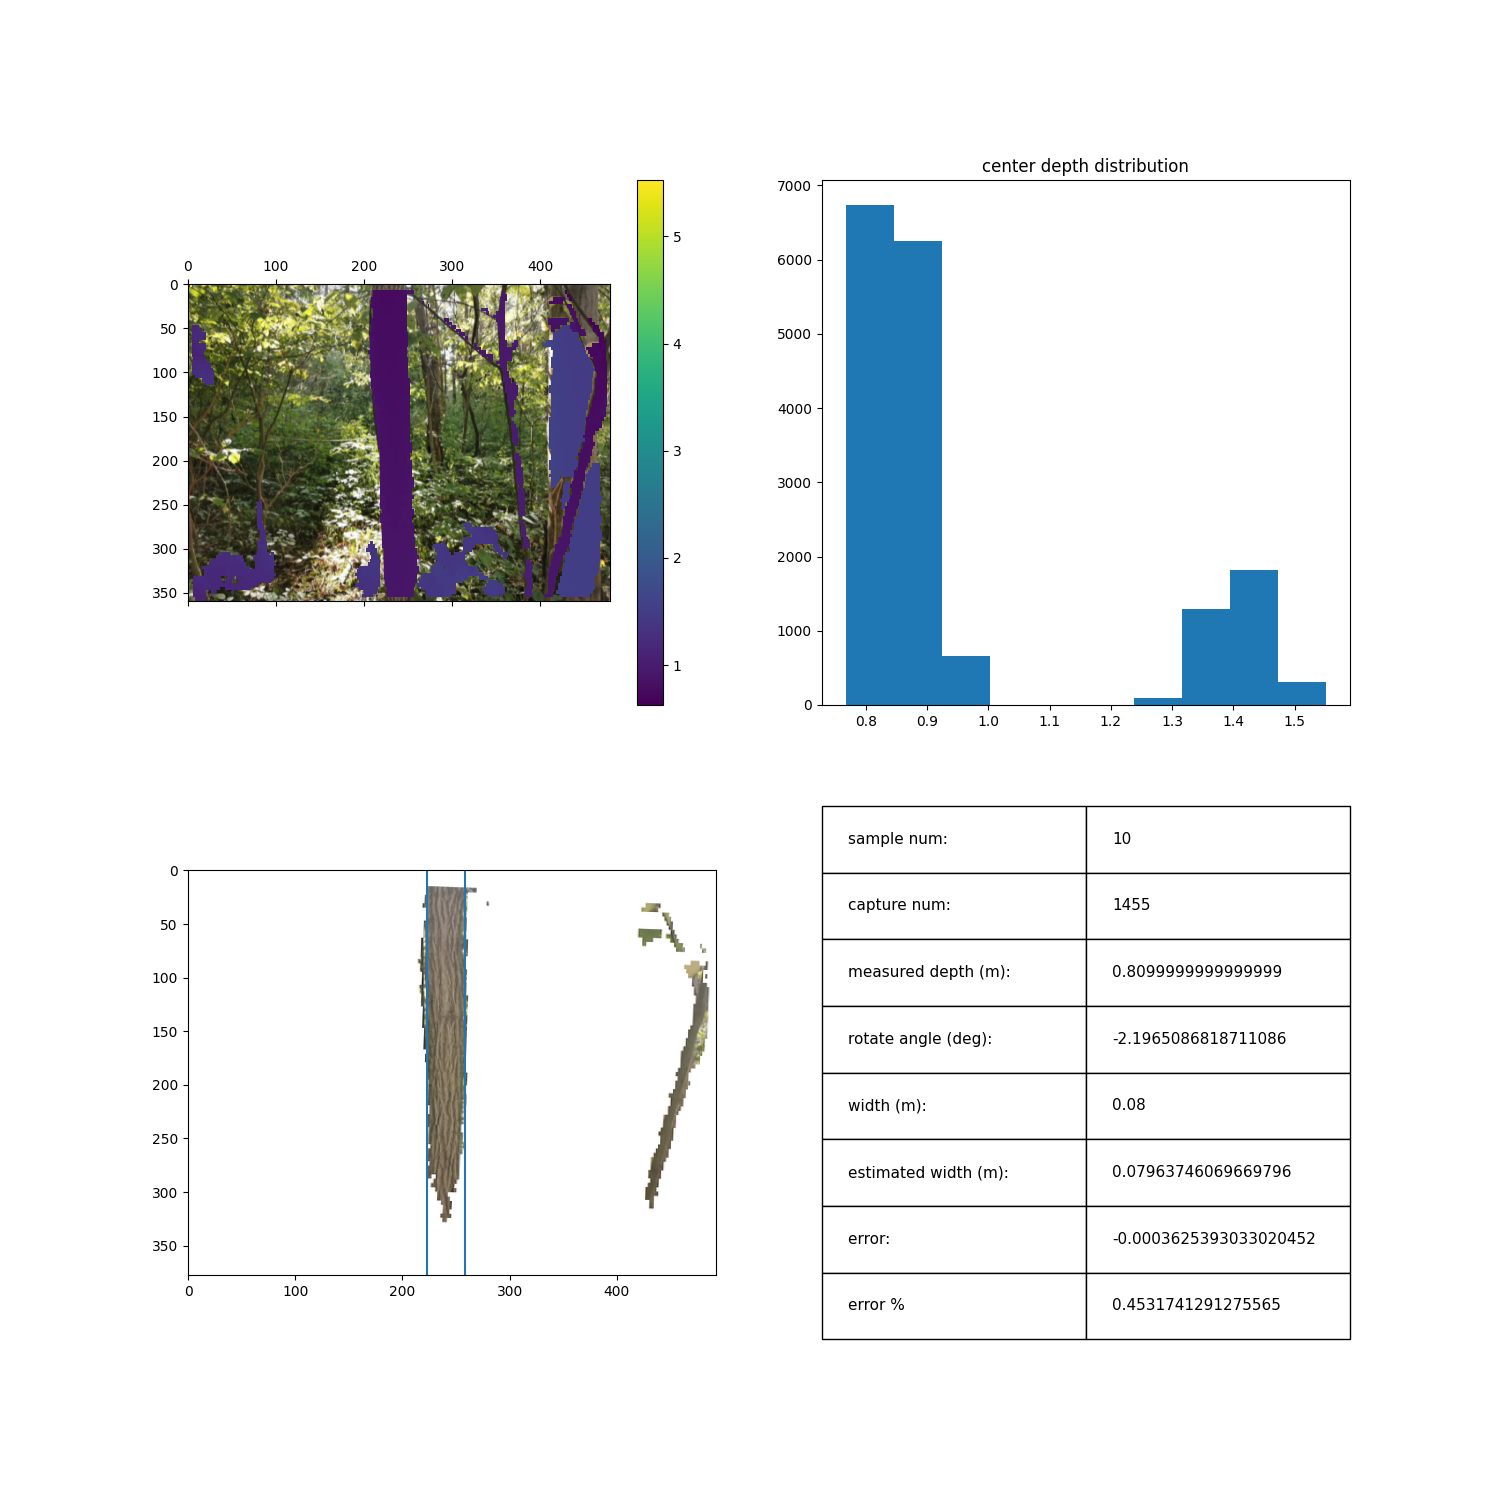 0 100 200 300 400
0
50
100
150
200
250
300
350
5
4
3
2
1
center depth distribution
7000
6000
5000
4000
3000
2000
1000
0
0.8 0.9 1.0 1.1 1.2 1.3 1.4 1.5
0
50
100
150
200
250
300
350
0 100 200 300 400
sample num: 10
capture num: 1455
measured depth (m): 0.8099999999999999
rotate angle (deg): -2.1965086818711086
width (m): 0.08
estimated width (m): 0.07963746069669796
error: -0.0003625393033020452
error % 0.4531741291275565